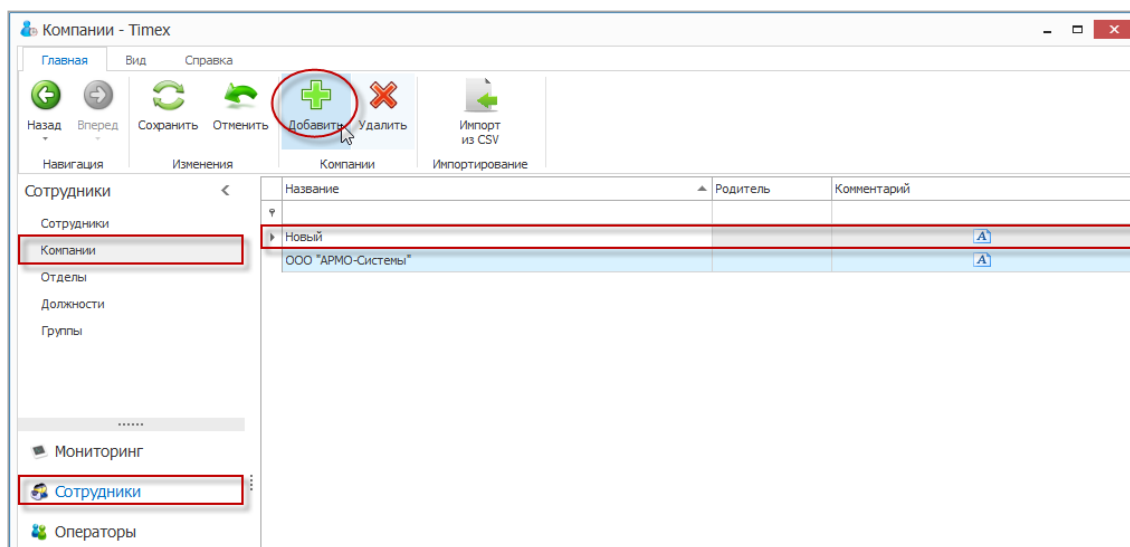 Компании - Timex
Главная Вид Справка
Назад Вперед Сохранить Отменить Добавить Удалить Импорт из CSV
Навигация Изменения Компании Импортирование
Сотрудники
Сотрудники
Компании
Отделы
Должности
Группы
Название Родитель Комментарий
Новый A
ООО "АРМО-Системы" A
Мониторинг
Сотрудники
Операторы